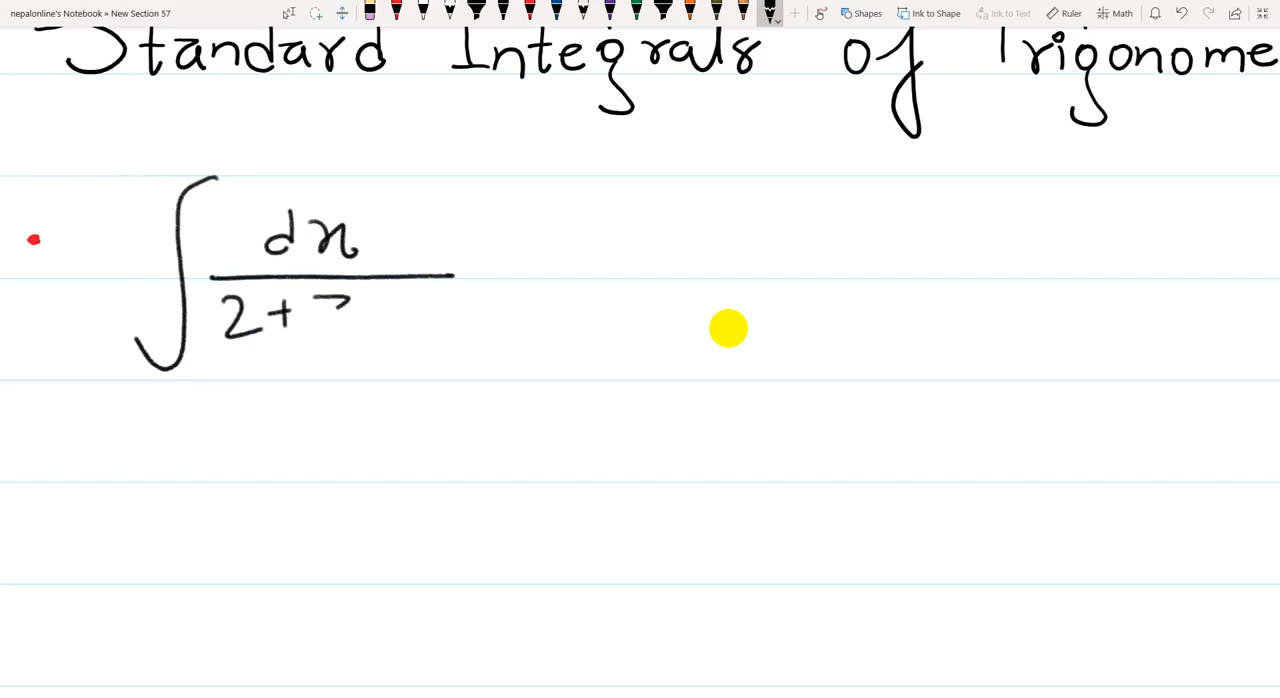 nepalonline's Notebook » New Section 57
Shapes
Ink to Shape
Ink to Text
Ruler
Math
Standard Integrals of Trigonome
∫ dx
2 +